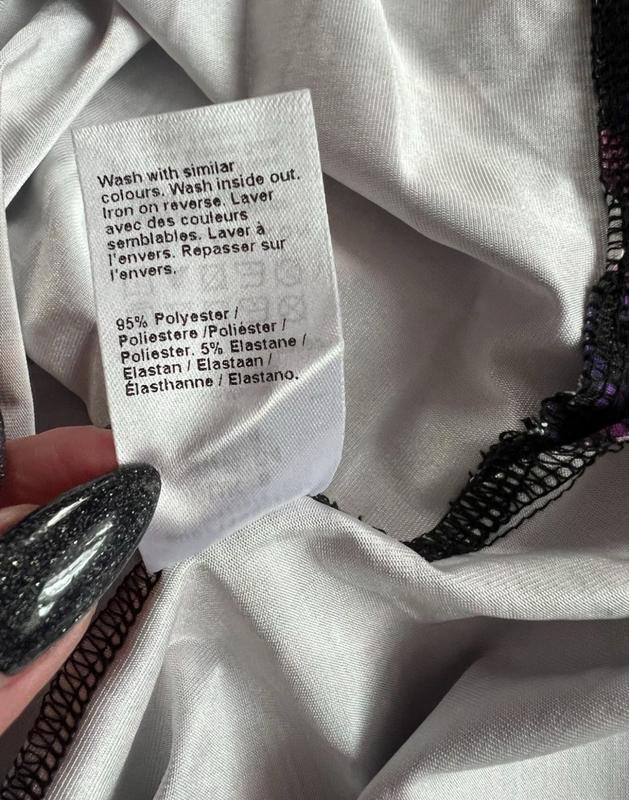 Wash with similar
colours. Wash inside out.
Iron on reverse. Laver
avec des couleurs
semblables. Laver à
l'envers. Repasser sur
l'envers.
95% Polyester /
Poliestere /Poliéster /
Poliester. 5% Elastane /
Elastan / Elastaan /
Élasthanne / Elastano.